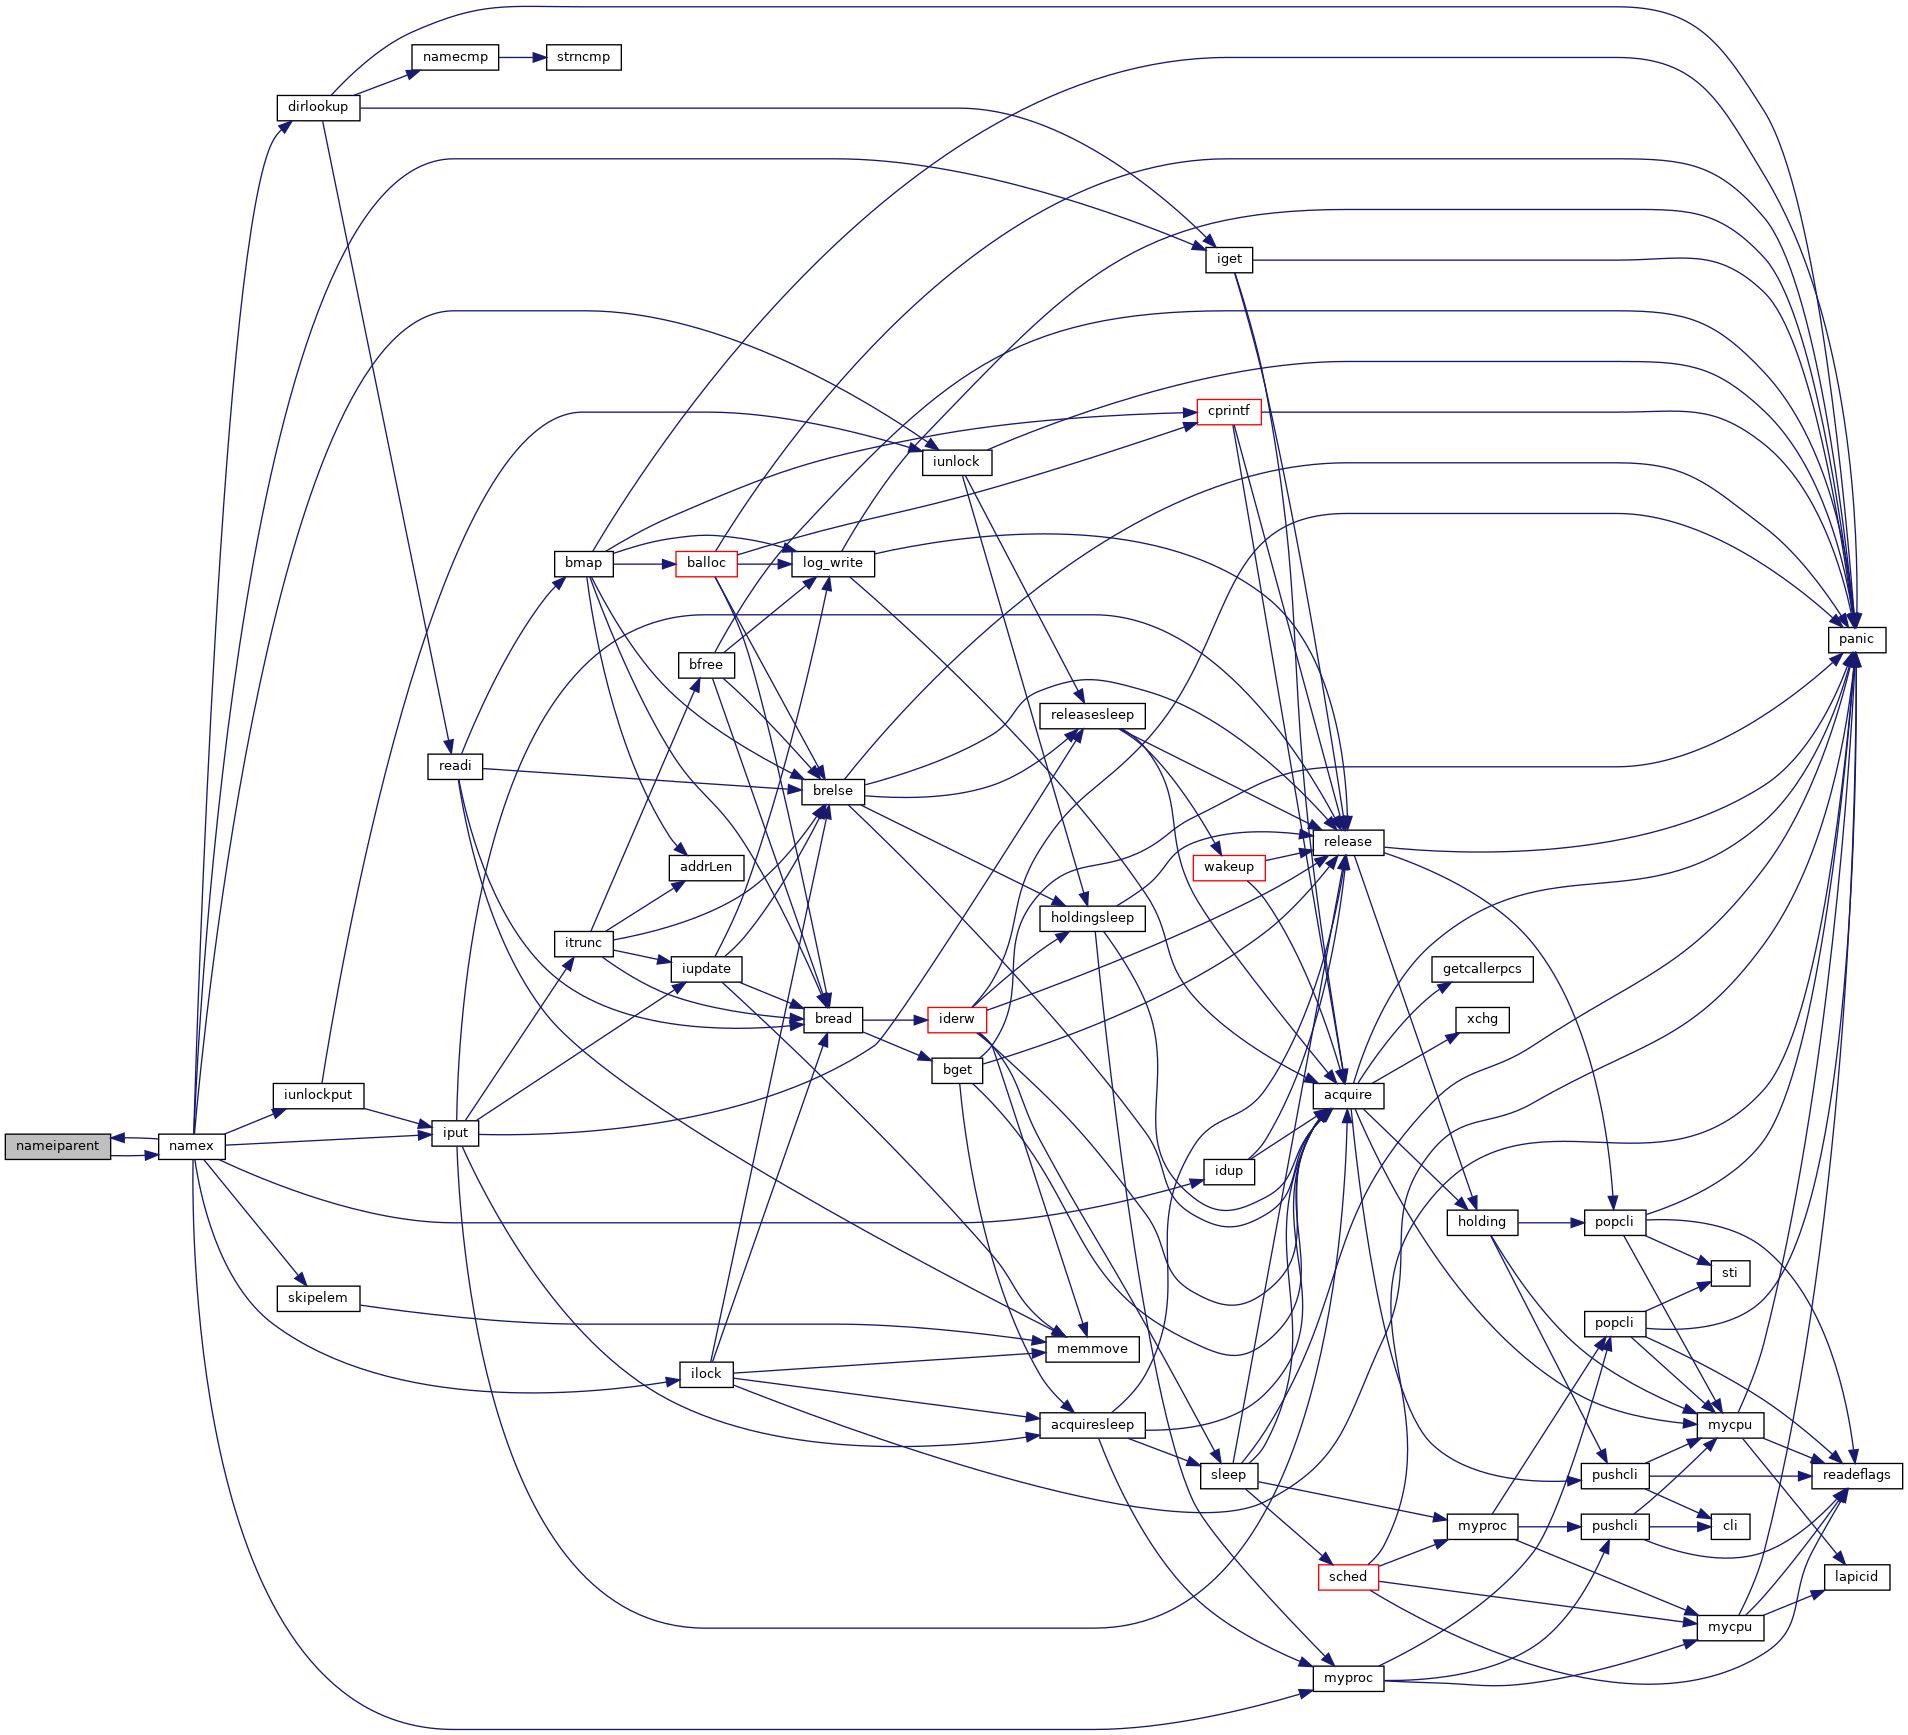 namecmp
strncmp
dirlookup
iget
cprintf
iunlock
bmap
balloc
log_write
panic
bfree
releasesleep
readi
brelse
release
addrLen
wakeup
holdingsleep
itrunc
iupdate
getcallerpcs
bread
iderw
xchg
bget
iunlockput
acquire
nameiparent
namex
iput
idup
holding
popcli
sti
skipelem
popcli
memmove
ilock
acquiresleep
mycpu
sleep
pushcli
readeflags
myproc
pushcli
cli
sched
lapicid
mycpu
myproc